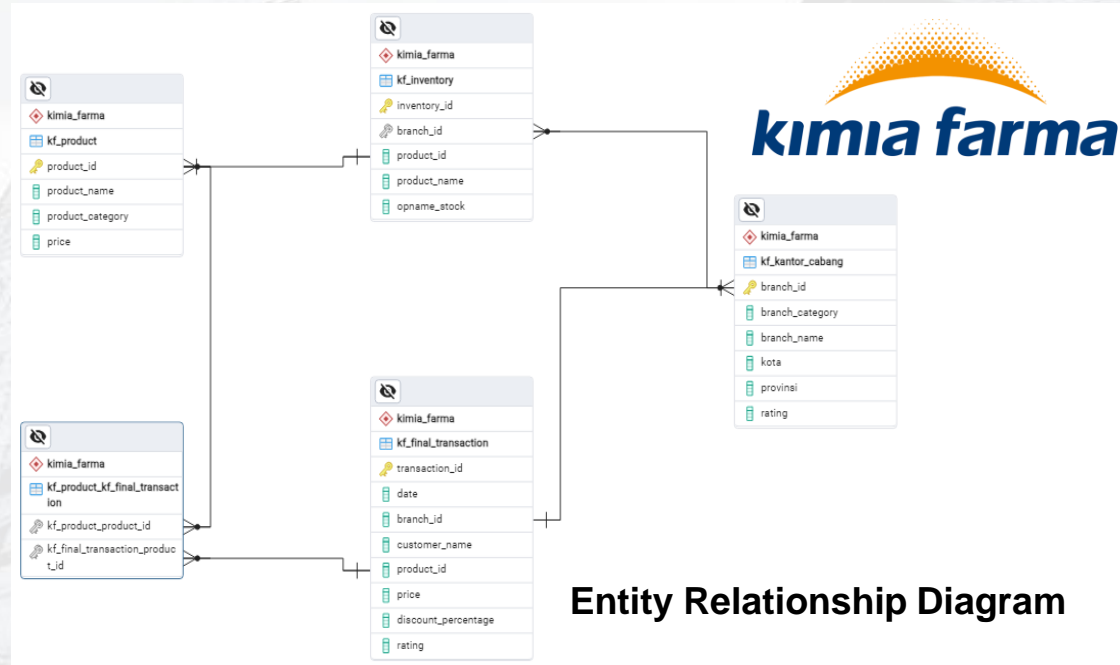 kimia_farma
kf_product
product_id
product_name
product_category
price
kimia_farma
kf_inventory
inventory_id
branch_id
product_id
product_name
opname_stock
kimia farma
kimia_farma
kf_kantor_cabang
branch_id
branch_category
branch_name
kota
provinsi
rating
kimia_farma
kf_product_kf_final_transact
ion
kf_product_product_id
kf_final_transaction_produc
t_id
kimia_farma
kf_final_transaction
transaction_id
date
branch_id
customer_name
product_id
price
discount_percentage
rating
Entity Relationship Diagram